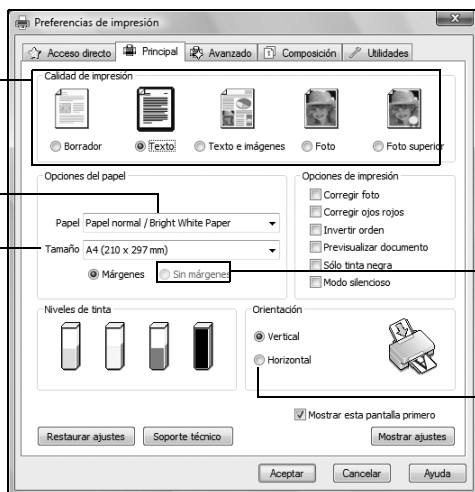 Preferencias de impresión
Acceso directo Principal Avanzado Composición Utilidades
Calidad de impresión
Borrador Texto Texto e imágenes Foto Foto superior
Opciones del papel
Papel Papel normal / Bright White Paper
Tamaño A4 (210 x 297 mm)
Márgenes Sin márgenes
Opciones de impresión
Corregir foto
Corregir ojos rojos
Invertir orden
Previsualizar documento
Sólo tinta negra
Modo silencioso
Niveles de tinta
Orientación
Vertical
Horizontal
Mostrar esta pantalla primero
Restaurar ajustes Soporte técnico Mostrar ajustes
Aceptar Cancelar Ayuda